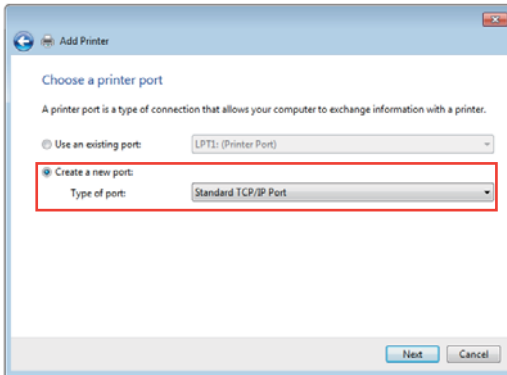 Add Printer
Choose a printer port
A printer port is a type of connection that allows your computer to exchange information with a printer.
Use an existing port: LPT1: (Printer Port)
Create a new port:
Type of port: Standard TCP/IP Port
Next Cancel